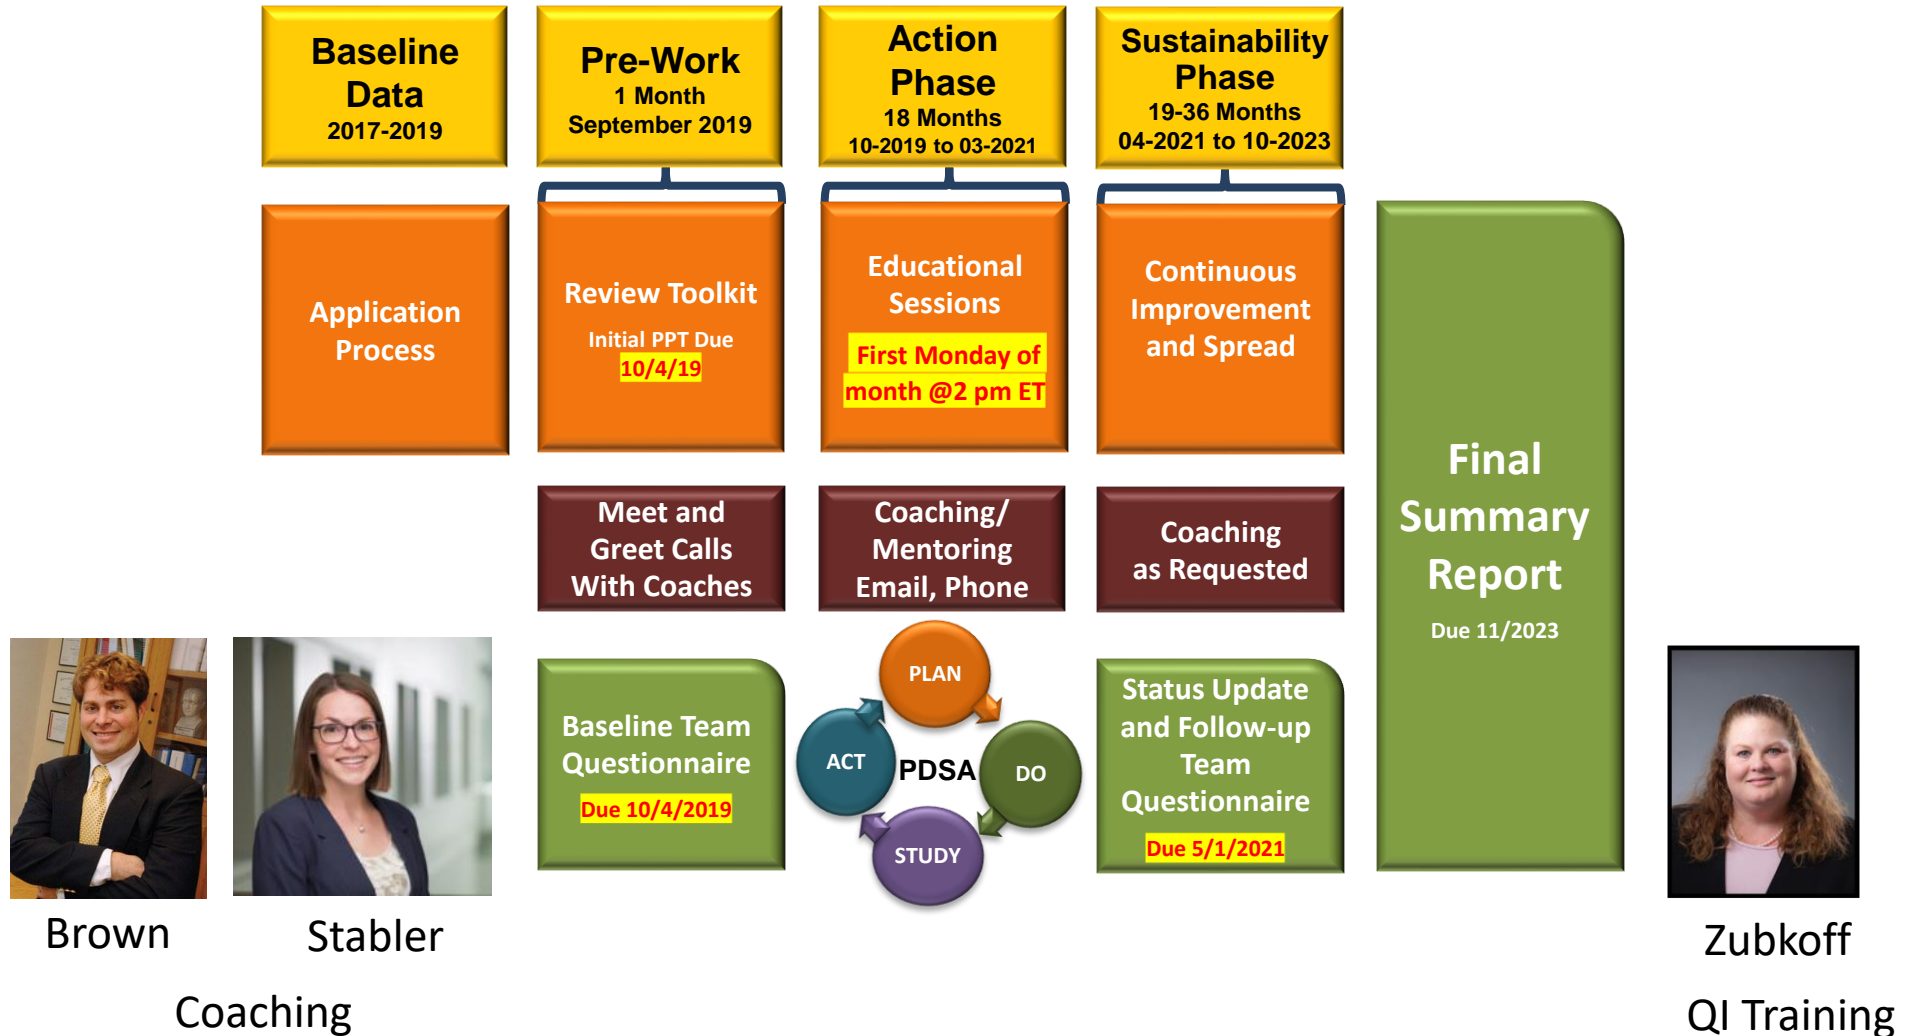 Baseline
Data
2017-2019
Pre-Work
1 Month
September 2019
Action
Phase
18 Months
10-2019 to 03-2021
Sustainability
Phase
19-36 Months
04-2021 to 10-2023
Application
Process
Review Toolkit
Initial PPT Due
10/4/19
Educational
Sessions
First Monday of
month @2 pm ET
Continuous
Improvement
and Spread
Final
Summary
Report
Due 11/2023
Meet and
Greet Calls
With Coaches
Coaching/
Mentoring
Email, Phone
Coaching
as Requested
Baseline Team
Questionnaire
Due 10/4/2019
PLAN
ACT
PDSA
DO
STUDY
Status Update
and Follow-up
Team
Questionnaire
Due 5/1/2021
Brown
Stabler
Coaching
Zubkoff
QI Training